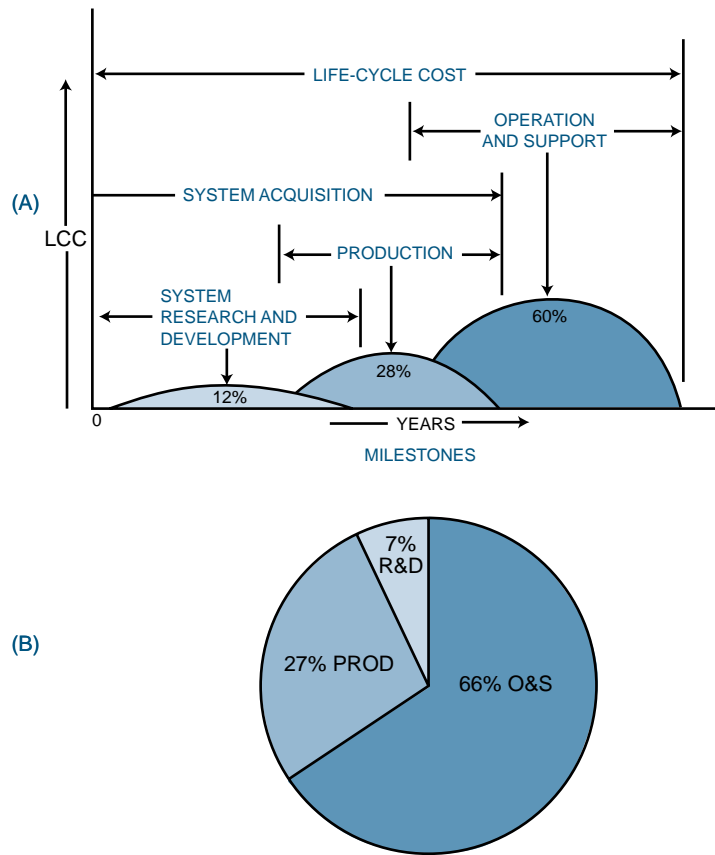 LIFE-CYCLE COST
OPERATION
AND SUPPORT
(A)
SYSTEM ACQUISITION
LCC
PRODUCTION
SYSTEM
RESEARCH AND
DEVELOPMENT
60%
28%
12%
0
YEARS
MILESTONES
7%
R&D
(B)
27% PROD
66% O&S